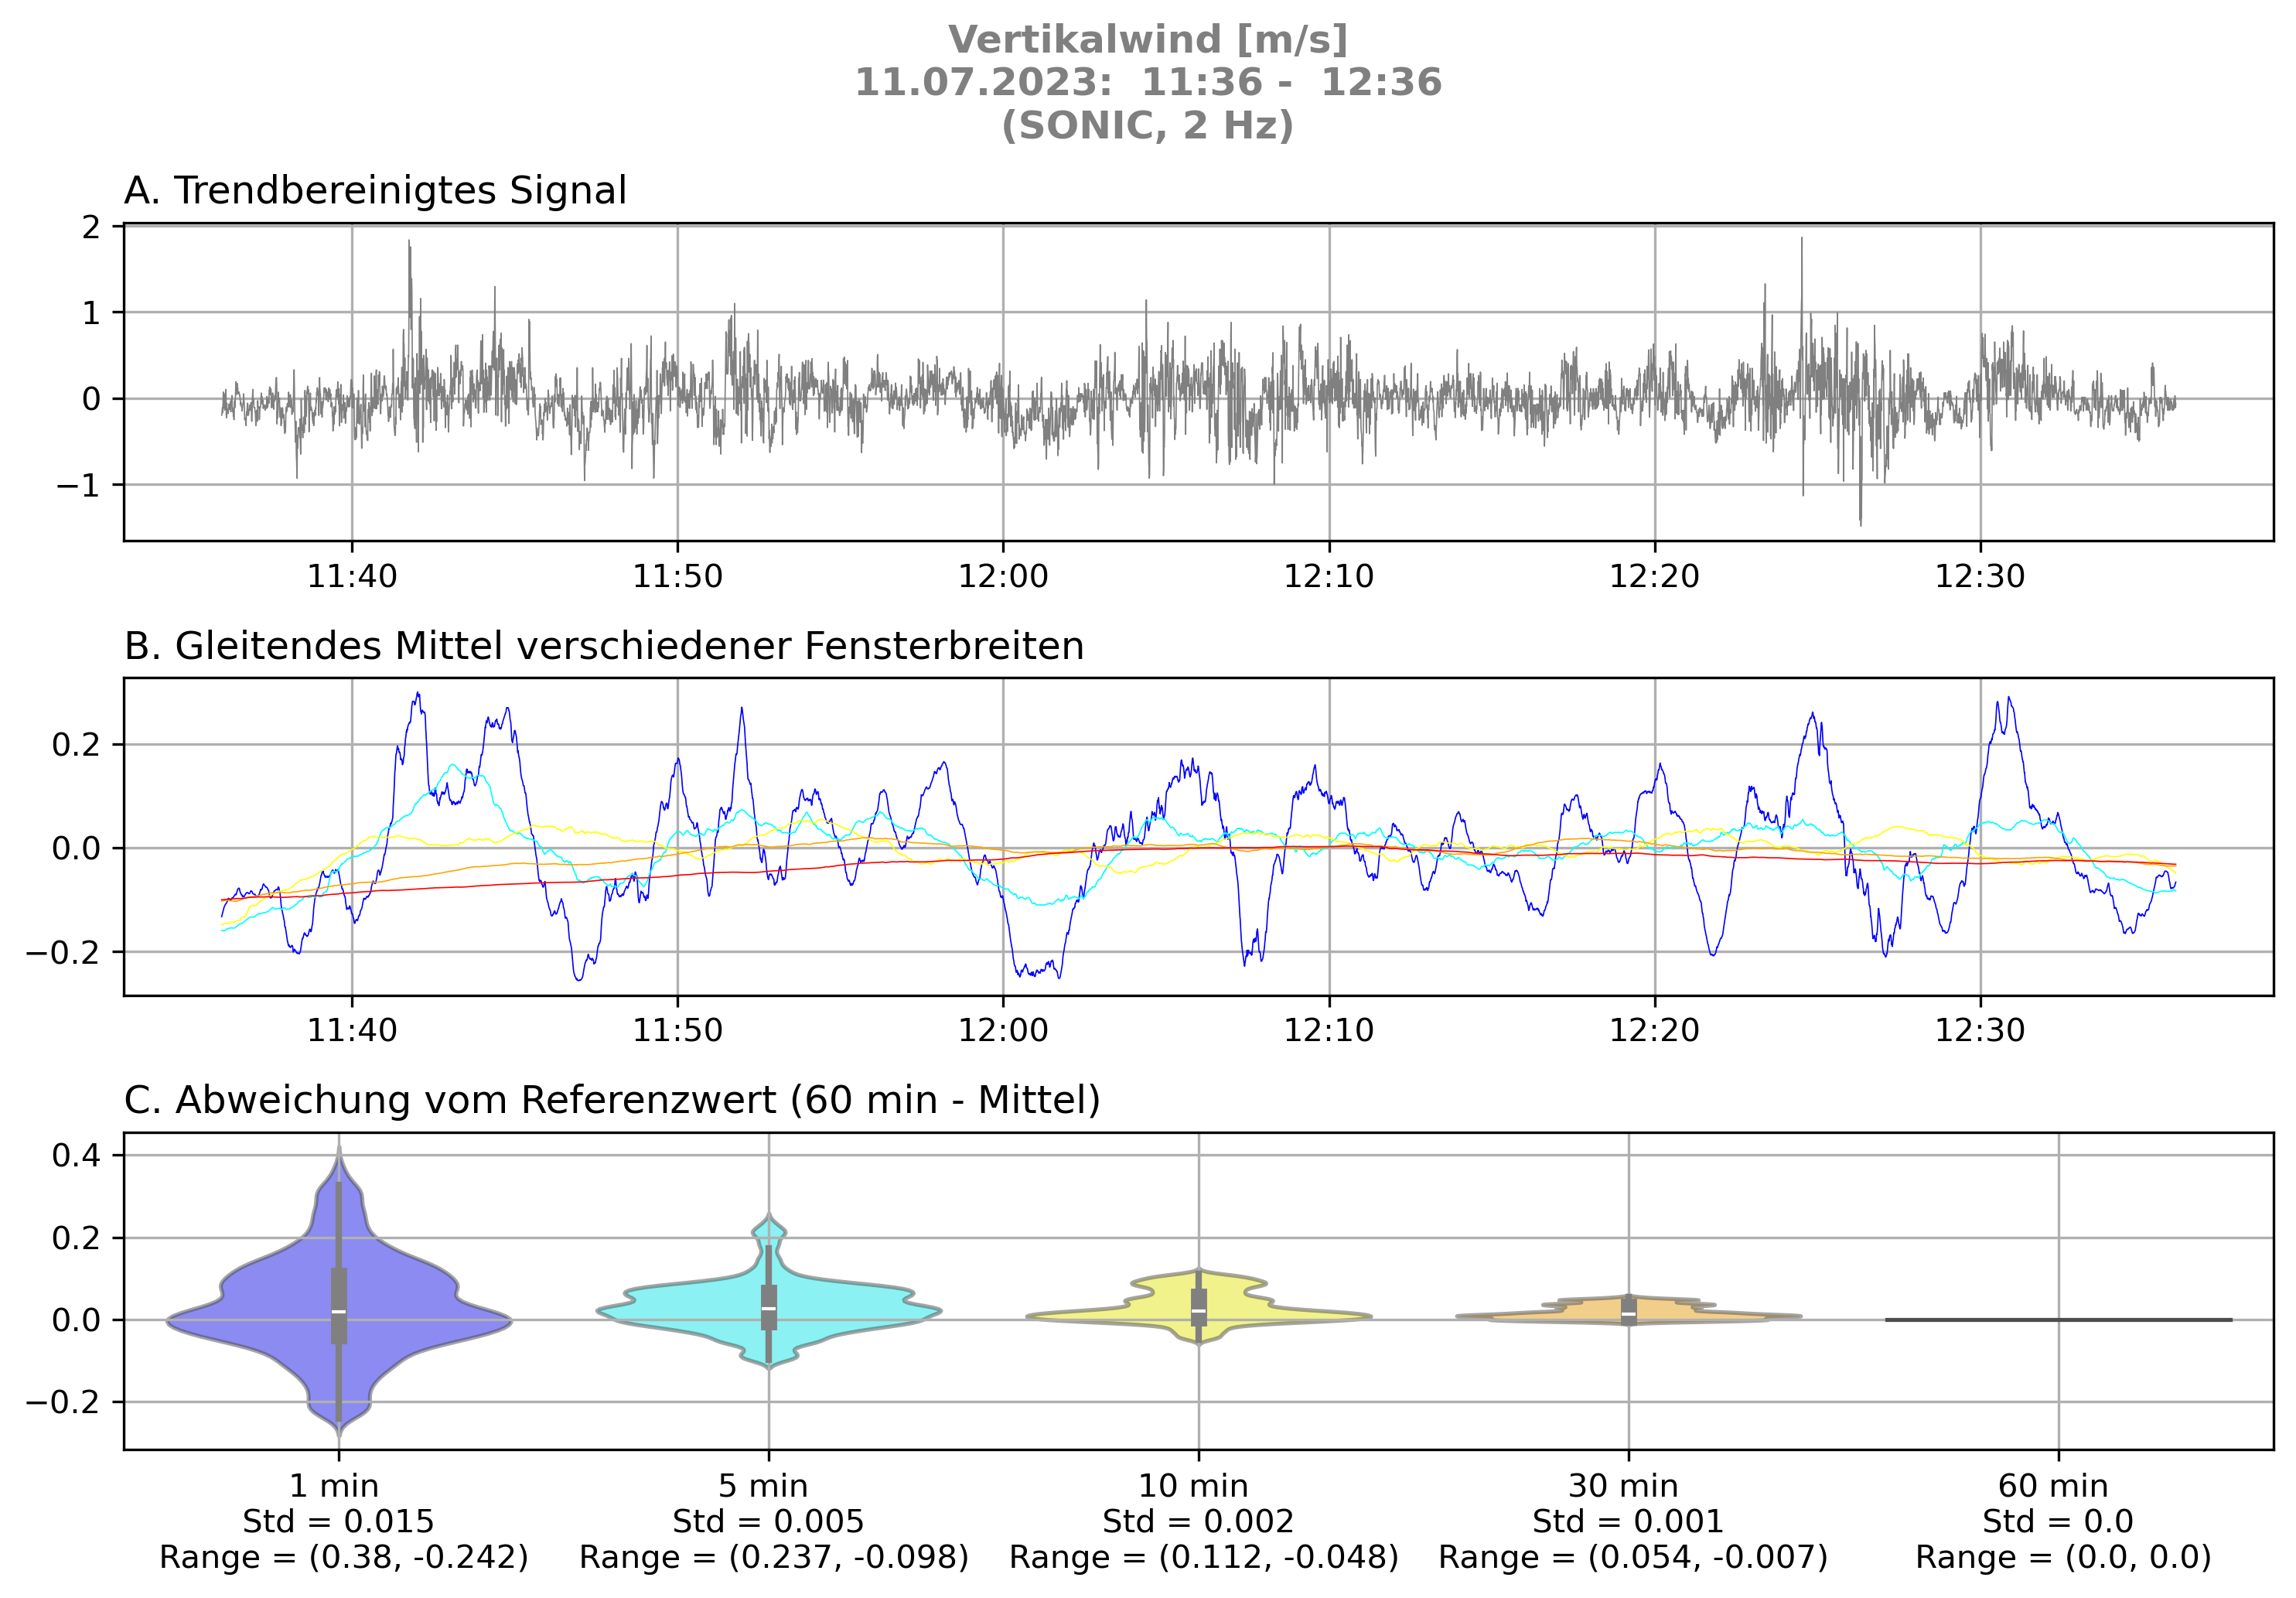 Vertikalwind [m/s]
11.07.2023:  11:36 -  12:36
(SONIC, 2 Hz)
A. Trendbereinigtes Signal
2
1
0
−1
11:40 11:50 12:00 12:10 12:20 12:30
B. Gleitendes Mittel verschiedener Fensterbreiten
0.2
0.0
−0.2
11:40 11:50 12:00 12:10 12:20 12:30
C. Abweichung vom Referenzwert (60 min - Mittel)
0.4
0.2
0.0
−0.2
1 min 5 min 10 min 30 min 60 min
Std = 0.015 Std = 0.005 Std = 0.002 Std = 0.001 Std = 0.0
Range = (0.38, -0.242) Range = (0.237, -0.098) Range = (0.112, -0.048) Range = (0.054, -0.007) Range = (0.0, 0.0)